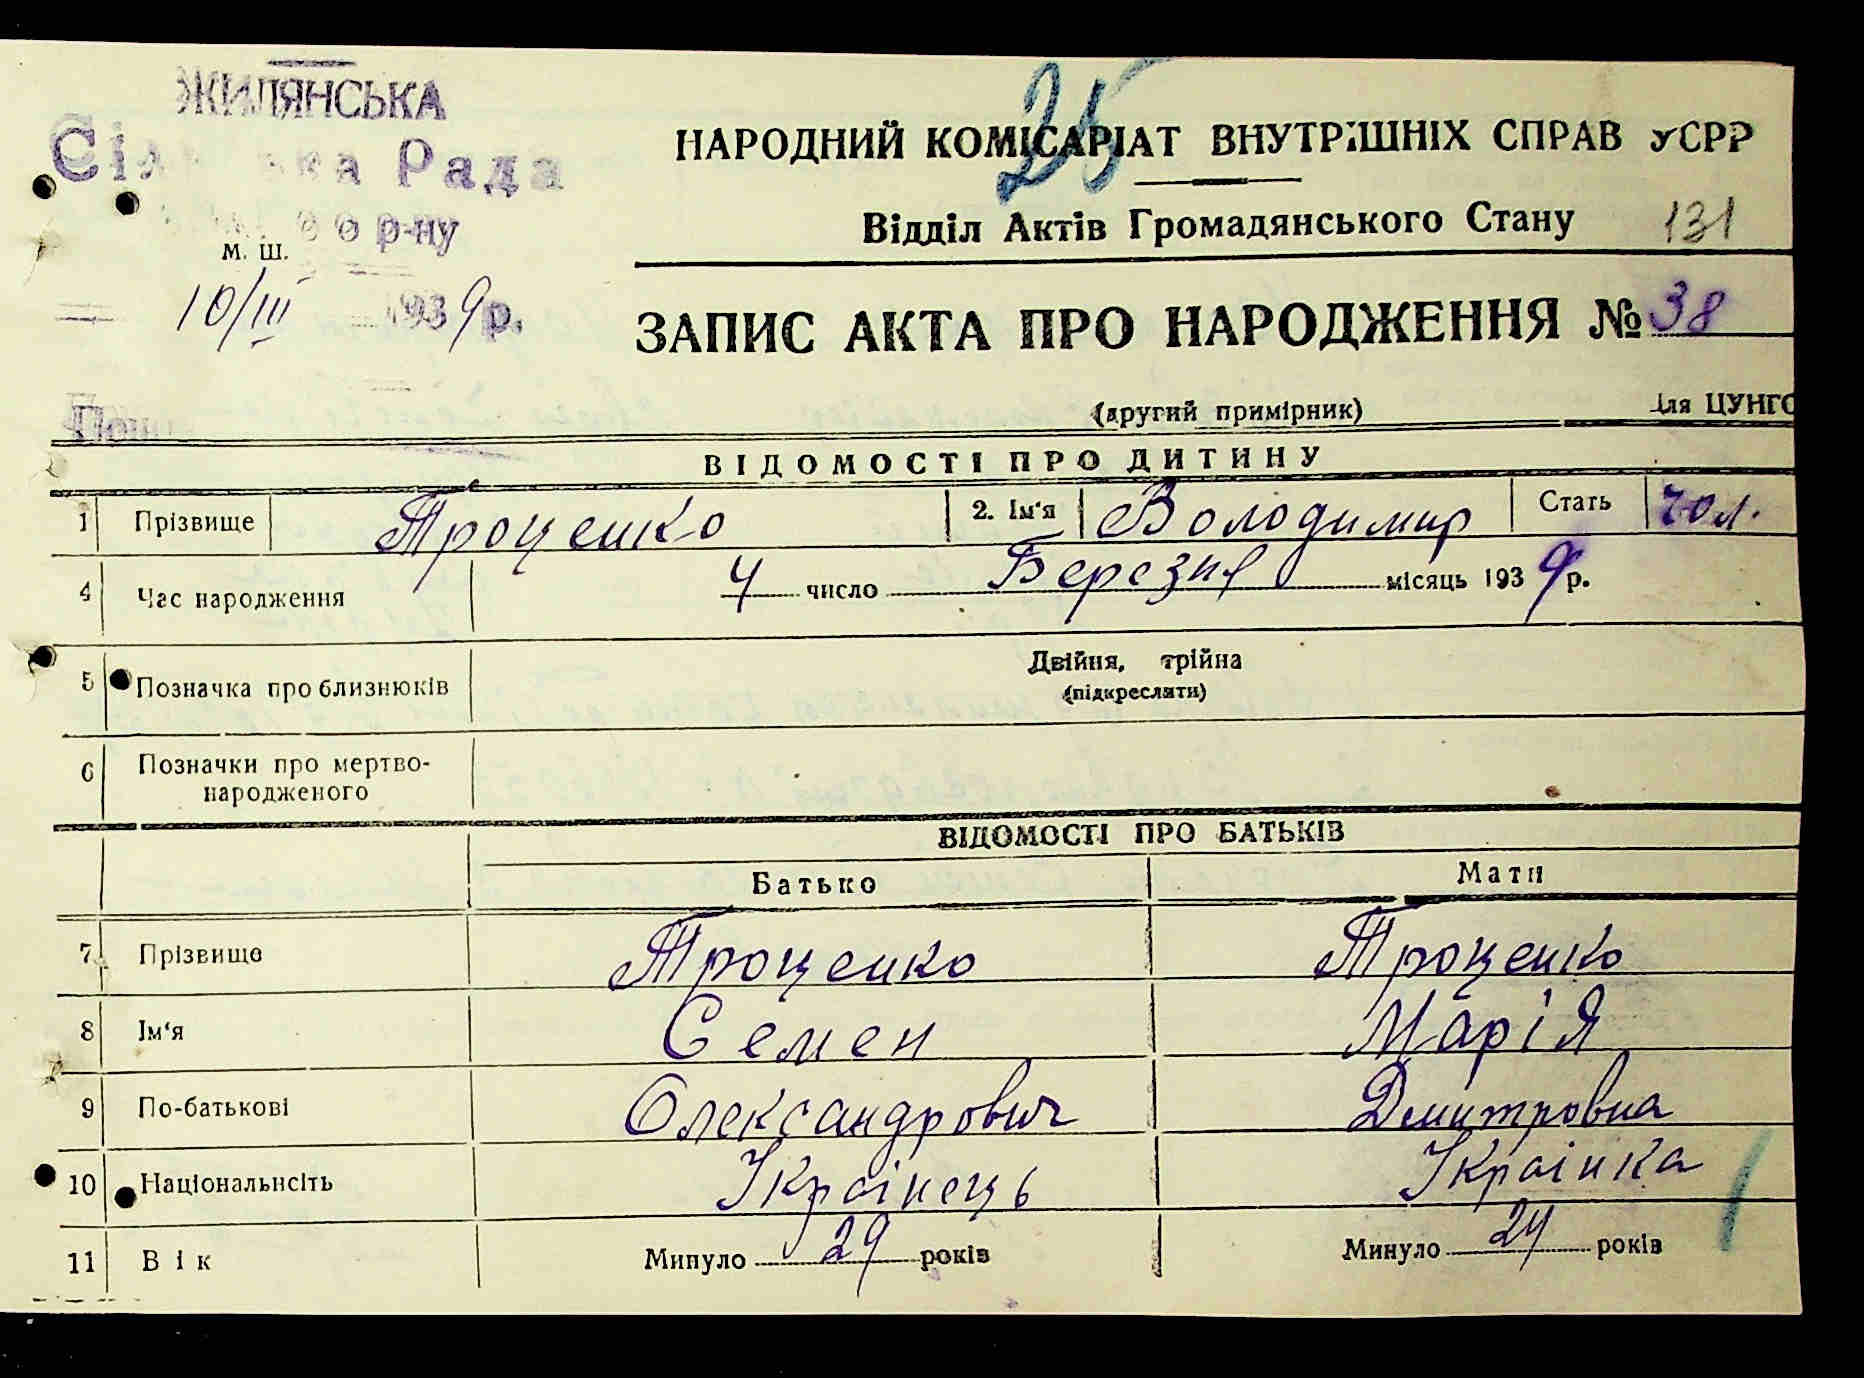 ЖИЛЯНСЬКА
25
Рада
р-ну
НАРОДНИЙ КОМІСАРІАТ ВНУТРІШНІХ СПРАВ УСРР
Відділ Актів Громадянського Стану 131
м. ш.
10/III 1939 р.
ЗАПИС АКТА ПРО НАРОДЖЕННЯ № 38
(другий примірник) Для ЦУНГО
ВІДОМОСТІ ПРО ДИТИНУ
1 Прізвище Троценко 2. Ім'я Володимир Стать чол.
4 Час народження 4 число Березня місяць 1939 р.
5 Позначка про близнюків Двійня, трійна
(підкреслити)
6 Позначки про мертво-
народженого
ВІДОМОСТІ ПРО БАТЬКІВ
Батько Мати
7 Прізвище Троценко Троценко
8 Ім'я Семен Марія
9 По-батькові Олександрович Дмитровна
10 Національнсіть Українець Українка
11 Вік Минуло 29 років Минуло 24 років